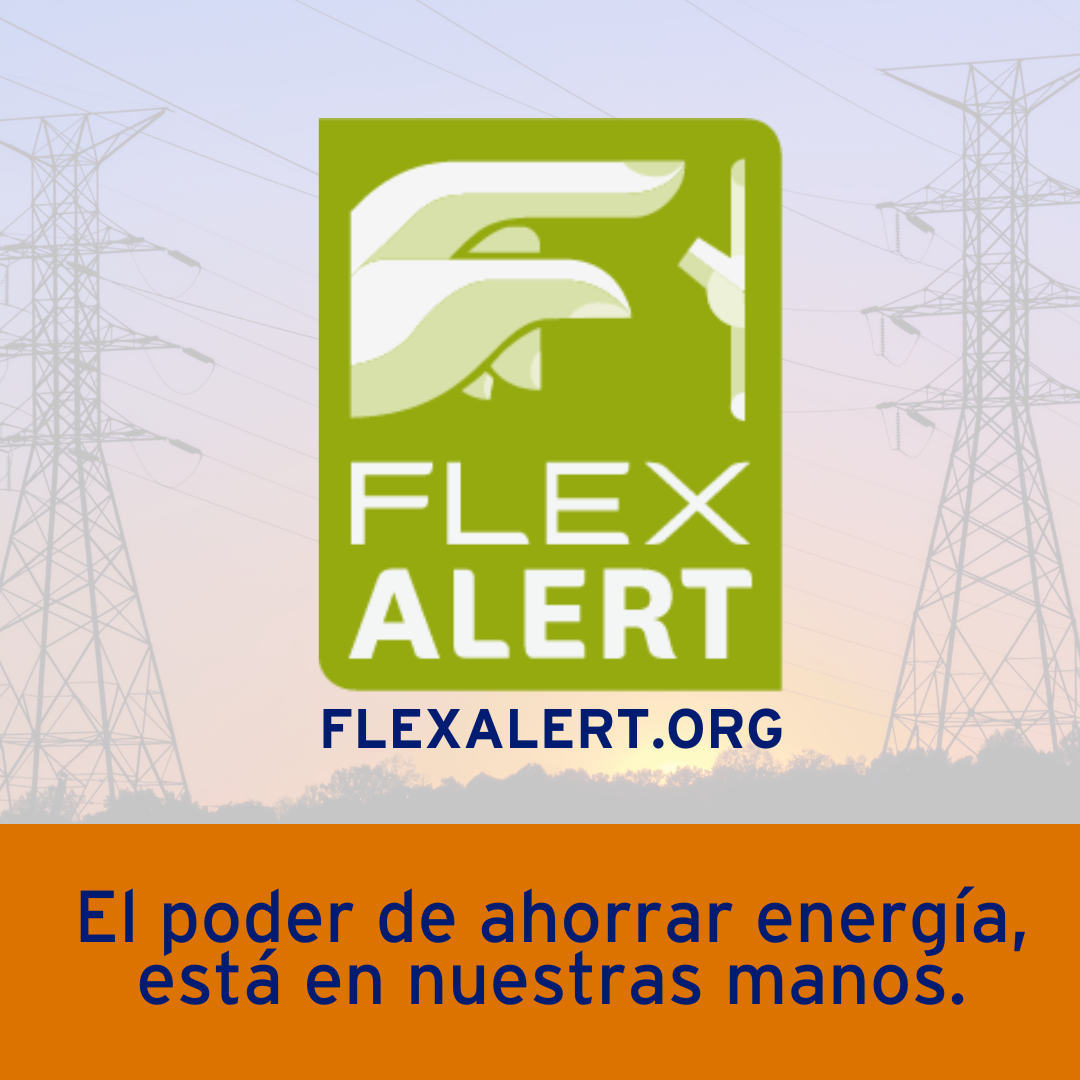 FLEX
ALERT
FLEXALERT.ORG
El poder de ahorrar energía,
está en nuestras manos.